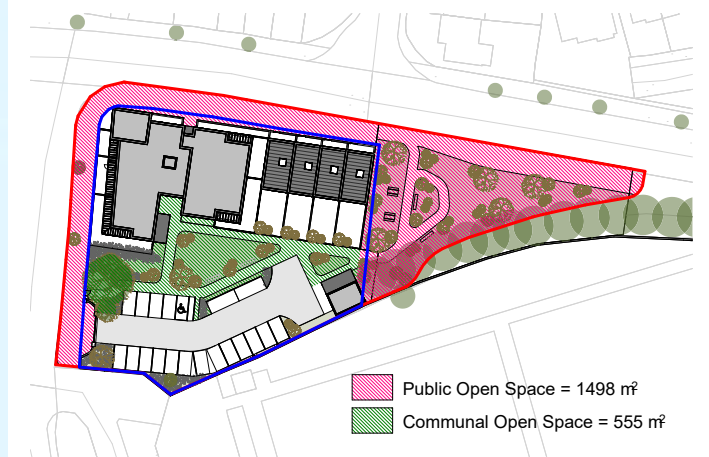 Public Open Space = 1498 m²
Communal Open Space = 555 m²